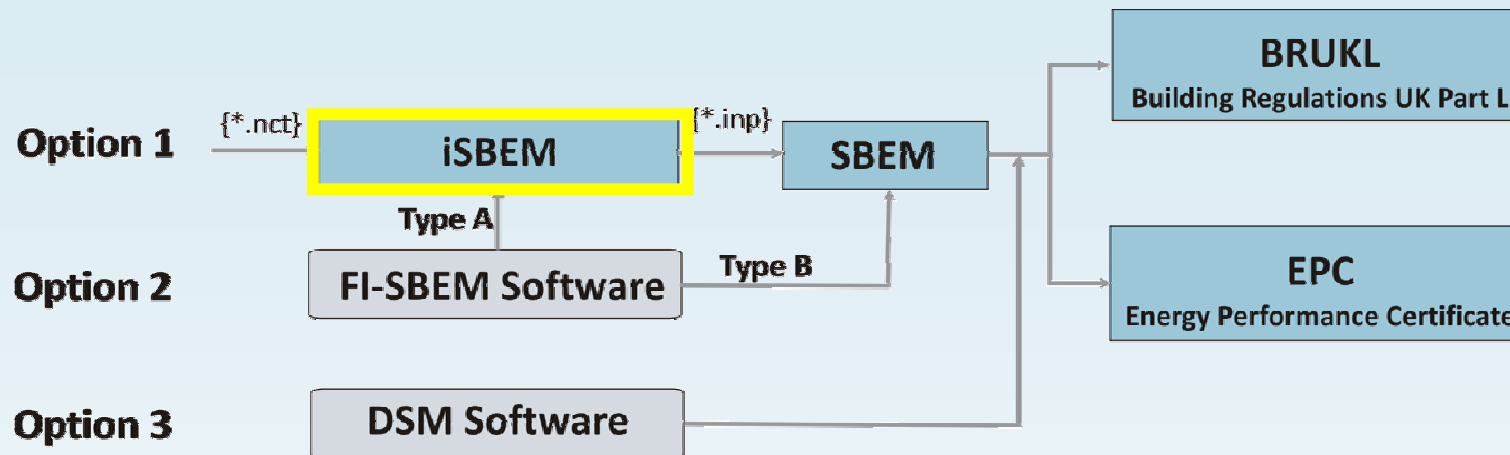 BRUKL
Building Regulations UK Part L
Option 1
{*.nct}
iSBEM
{*.inp}
SBEM
Type A
Option 2
FI-SBEM Software
Type B
EPC
Energy Performance Certificate
Option 3
DSM Software